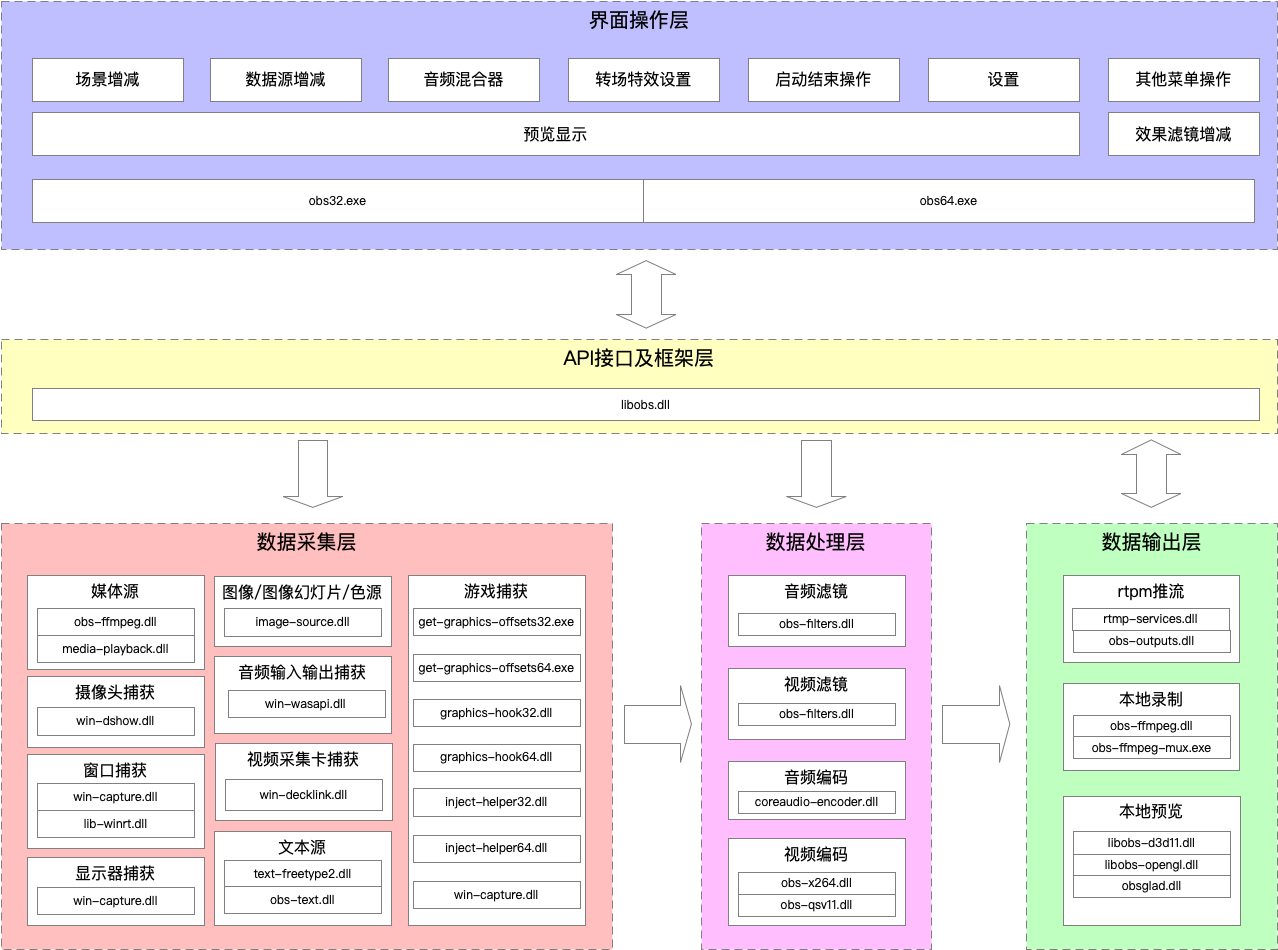 界面操作层
场景增减
数据源增减
音频混合器
转场特效设置
启动结束操作
设置
其他菜单操作
预览显示
效果滤镜增减
obs32.exe
obs64.exe
API接口及框架层
libobs.dll
数据采集层
媒体源
obs-ffmpeg.dll
media-playback.dll
摄像头捕获
win-dshow.dll
窗口捕获
win-capture.dll
lib-winrt.dll
显示器捕获
win-capture.dll
图像/图像幻灯片/色源
image-source.dll
音频输入输出捕获
win-wasapi.dll
视频采集卡捕获
win-decklink.dll
文本源
text-freetype2.dll
obs-text.dll
游戏捕获
get-graphics-offsets32.exe
get-graphics-offsets64.exe
graphics-hook32.dll
graphics-hook64.dll
inject-helper32.dll
inject-helper64.dll
win-capture.dll
数据处理层
音频滤镜
obs-filters.dll
视频滤镜
obs-filters.dll
音频编码
coreaudio-encoder.dll
视频编码
obs-x264.dll
obs-qsv11.dll
数据输出层
rtpm推流
rtmp-services.dll
obs-outputs.dll
本地录制
obs-ffmpeg.dll
obs-ffmpeg-mux.exe
本地预览
libobs-d3d11.dll
libobs-opengl.dll
obsglad.dll